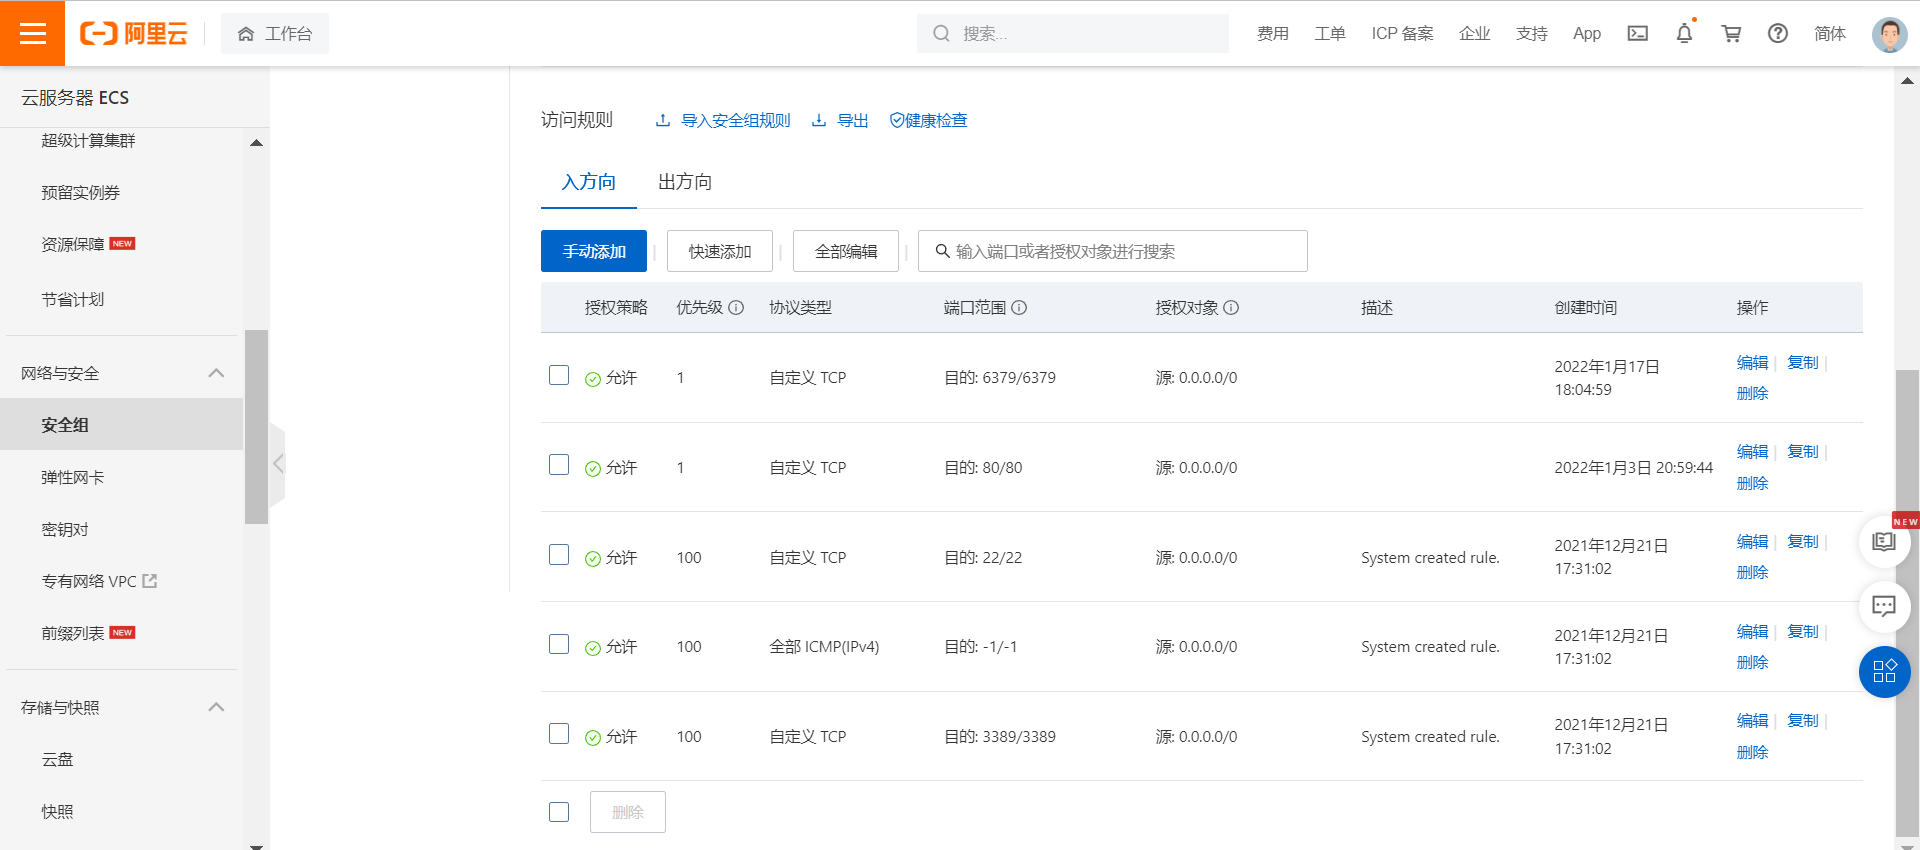 阿里云
工作台
搜索...
费用 工单 ICP 备案 企业 支持 App 简体
云服务器 ECS
超级计算集群
预留实例券
资源保障 NEW
节省计划
网络与安全
安全组
弹性网卡
密钥对
专有网络 VPC
前缀列表 NEW
存储与快照
云盘
快照
访问规则 导入安全组规则 导出 健康检查
入方向 出方向
手动添加 快速添加 全部编辑 输入端口或者授权对象进行搜索
授权策略 优先级 协议类型 端口范围 授权对象 描述 创建时间 操作
允许 1 自定义 TCP 目的: 6379/6379 源: 0.0.0.0/0 2022年1月17日 18:04:59 编辑 复制 删除
允许 1 自定义 TCP 目的: 80/80 源: 0.0.0.0/0 2022年1月3日 20:59:44 编辑 复制 删除
允许 100 自定义 TCP 目的: 22/22 源: 0.0.0.0/0 System created rule. 2021年12月21日 17:31:02 编辑 复制 删除
允许 100 全部 ICMP(IPv4) 目的: -1/-1 源: 0.0.0.0/0 System created rule. 2021年12月21日 17:31:02 编辑 复制 删除
允许 100 自定义 TCP 目的: 3389/3389 源: 0.0.0.0/0 System created rule. 2021年12月21日 17:31:02 编辑 复制 删除
删除
NEW